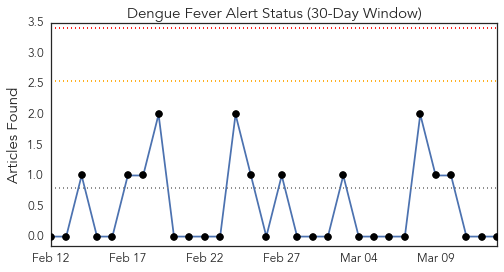 Dengue Fever Alert Status (30-Day Window)
Articles Found
3.5
3.0
2.5
2.0
1.5
1.0
0.5
0.0
Feb 12 Feb 17 Feb 22 Feb 27 Mar 04 Mar 09